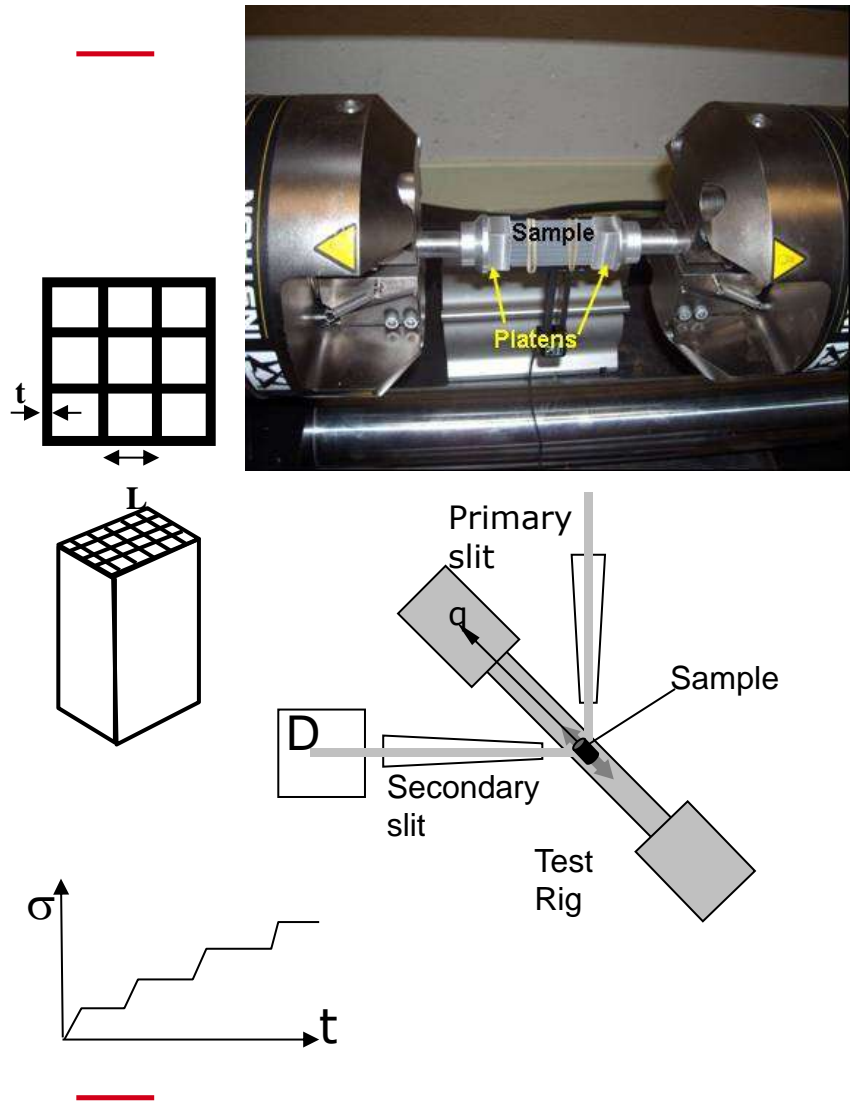 Sample
Platens
t
L
Primary
slit
q
Sample
D
Secondary
slit
Test
Rig
σ
t